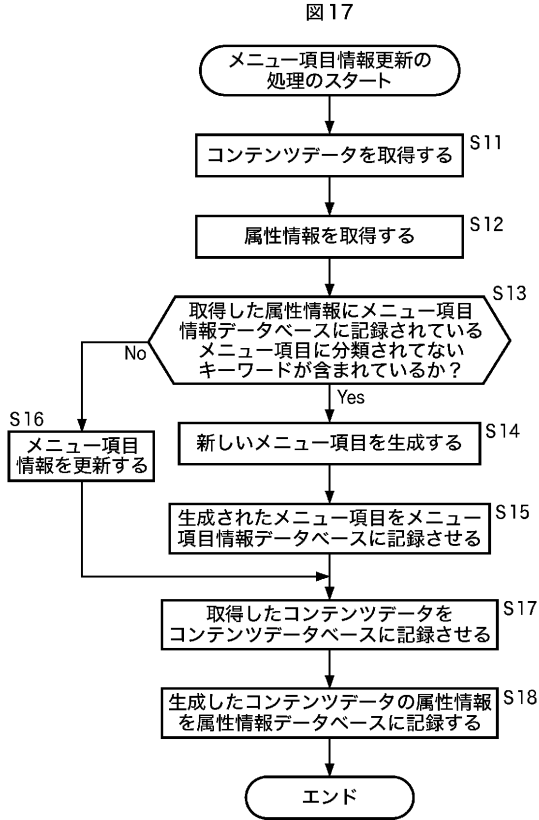 図17
メニュー項目情報更新の
処理のスタート
S11
コンテンツデータを取得する
S12
属性情報を取得する
S13
取得した属性情報にメニュー項目
情報データベースに記録されている
メニュー項目に分類されてない
キーワードが含まれているか？
No
Yes
S16
メニュー項目
情報を更新する
S14
新しいメニュー項目を生成する
S15
生成されたメニュー項目をメニュー
項目情報データベースに記録させる
S17
取得したコンテンツデータを
コンテンツデータベースに記録させる
S18
生成したコンテンツデータの属性情報
を属性情報データベースに記録する
エンド